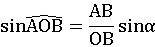 sin\widehat{AOB} = \frac{AB}{OB} sinα